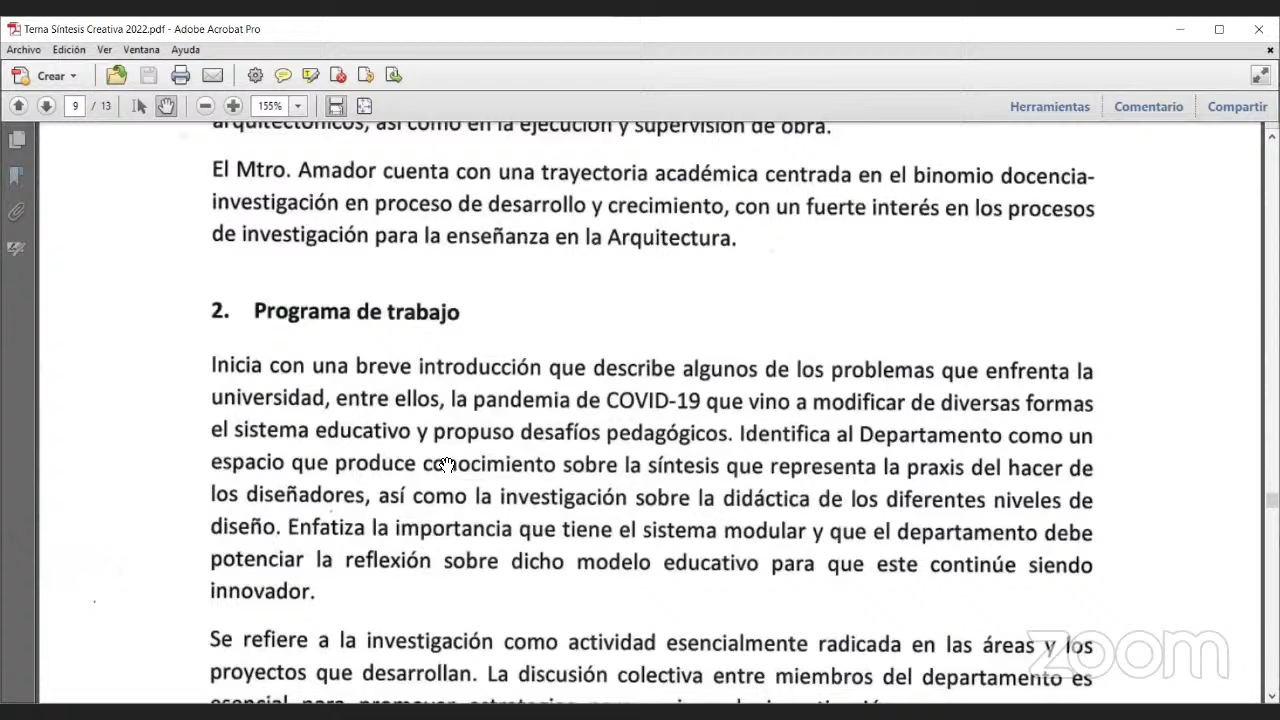 Tema Síntesis Creativa 2022.pdf - Adobe Acrobat Pro
Archivo Edición Ver Ventana Ayuda
Crear
9 / 13 155% Herramientas Comentario Compartir
arquitectónicos, así como en la ejecución y supervisión de obra.
El Mtro. Amador cuenta con una trayectoria académica centrada en el binomio docencia-
investigación en proceso de desarrollo y crecimiento, con un fuerte interés en los procesos
de investigación para la enseñanza en la Arquitectura.
2. Programa de trabajo
Inicia con una breve introducción que describe algunos de los problemas que enfrenta la
universidad, entre ellos, la pandemia de COVID-19 que vino a modificar de diversas formas
el sistema educativo y propuso desafíos pedagógicos. Identifica al Departamento como un
espacio que produce conocimiento sobre la síntesis que representa la praxis del hacer de
los diseñadores, así como la investigación sobre la didáctica de los diferentes niveles de
diseño. Enfatiza la importancia que tiene el sistema modular y que el departamento debe
potenciar la reflexión sobre dicho modelo educativo para que este continúe siendo
innovador.
Se refiere a la investigación como actividad esencialmente radicada en las áreas y los
proyectos que desarrollan. La discusión colectiva entre miembros del departamento es
esencial para promover estrategias
zoom